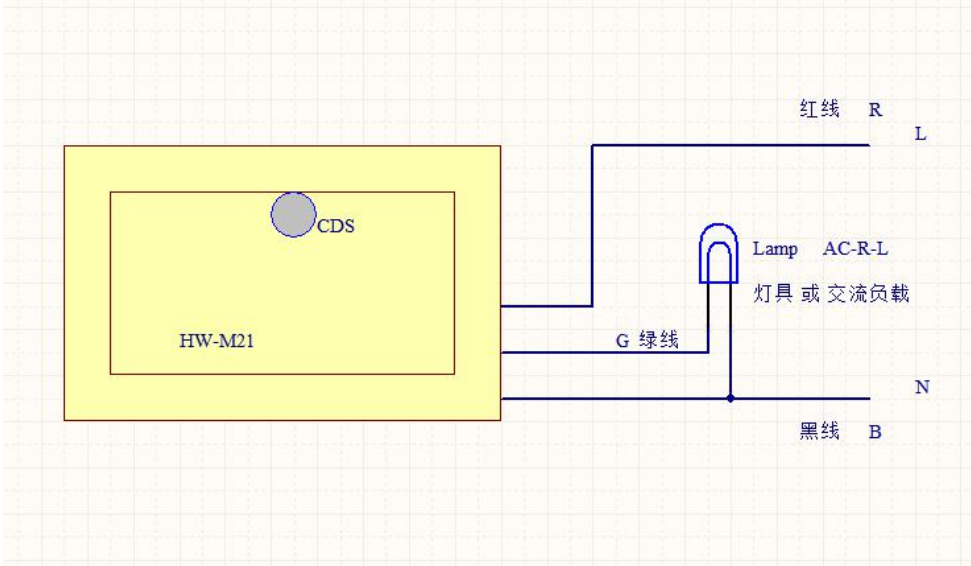 红线 R
L
CDS
Lamp AC-R-L
灯具 或 交流负载
HW-M21
G 绿线
N
黑线 B